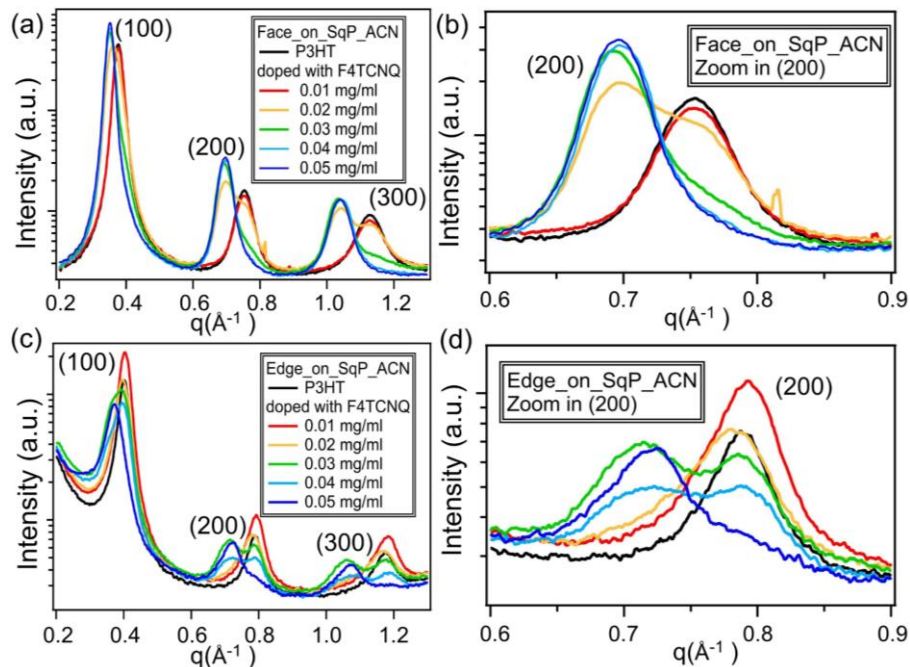 (a)
(100)
(200)
(300)
Face_on_SqP_ACN
P3HT
doped with F4TCNQ
0.01 mg/ml
0.02 mg/ml
0.03 mg/ml
0.04 mg/ml
0.05 mg/ml
Intensity (a.u.)
0.2 0.4 0.6 0.8 1.0 1.2
q(Å⁻¹)
(b)
(200)
Face_on_SqP_ACN
Zoom in (200)
Intensity (a.u.)
0.6 0.7 0.8 0.9
q(Å⁻¹)
(c)
(100)
(200)
(300)
Edge_on_SqP_ACN
P3HT
doped with F4TCNQ
0.01 mg/ml
0.02 mg/ml
0.03 mg/ml
0.04 mg/ml
0.05 mg/ml
Intensity (a.u.)
0.2 0.4 0.6 0.8 1.0 1.2
q(Å⁻¹)
(d)
Edge_on_SqP_ACN
Zoom in (200)
(200)
Intensity (a.u.)
0.6 0.7 0.8 0.9
q(Å⁻¹)